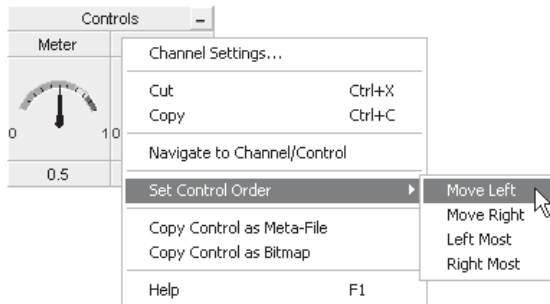 Controls
Meter
0
10
0.5
Channel Settings...
Cut Ctrl+X
Copy Ctrl+C
Navigate to Channel/Control
Set Control Order
Copy Control as Meta-File
Copy Control as Bitmap
Help F1
Move Left
Move Right
Left Most
Right Most